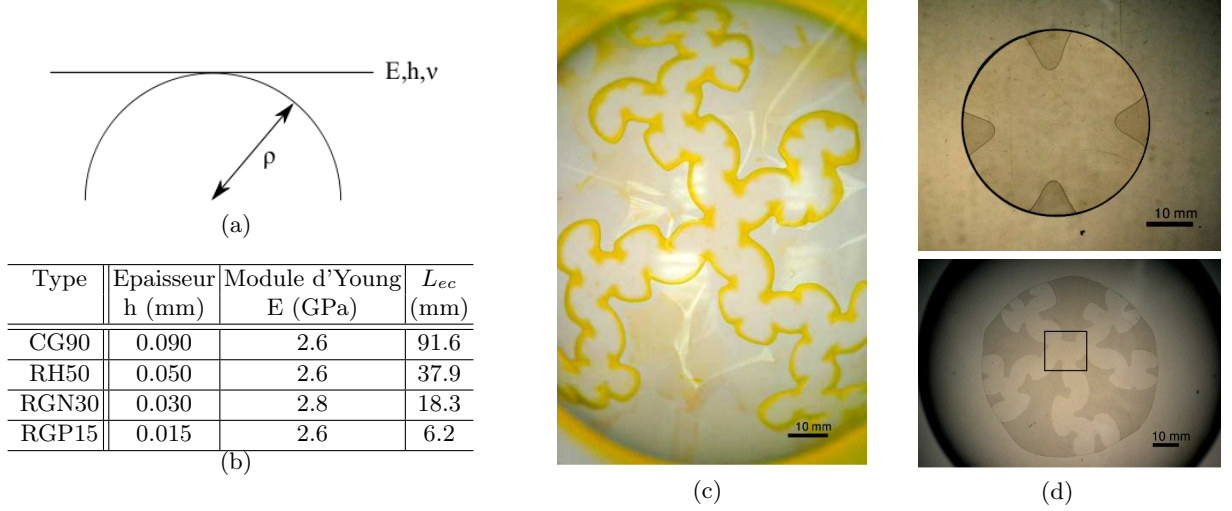 E,h,ν
ρ
(a)
Type Epaisseur Module d'Young L_ec
h (mm) E (GPa) (mm)
CG90 0.090 2.6 91.6
RH50 0.050 2.6 37.9
RGN30 0.030 2.8 18.3
RGP15 0.015 2.6 6.2
(b)
10 mm
(c)
10 mm
10 mm
(d)